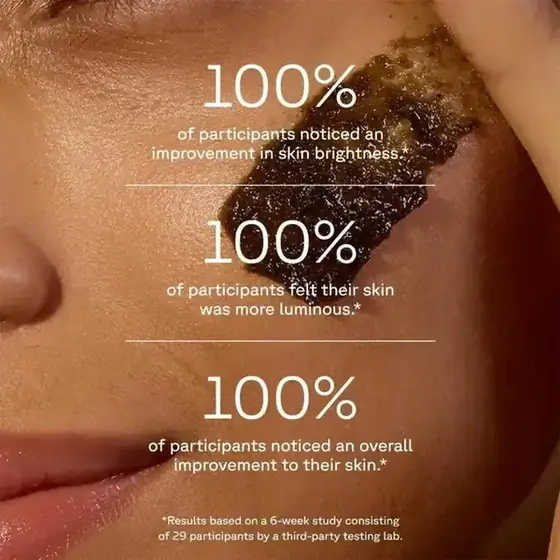 100%
of participants noticed an
improvement in skin brightness.*
100%
of participants felt their skin
was more luminous.*
100%
of participants noticed an overall
improvement to their skin.*
*Results based on a 6-week study consisting
of 29 participants by a third-party testing lab.